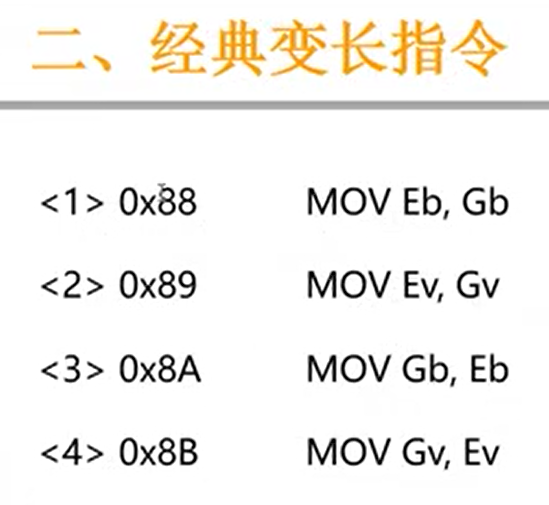 二、经典变长指令
<1> 0x88 MOV Eb, Gb
<2> 0x89 MOV Ev, Gv
<3> 0x8A MOV Gb, Eb
<4> 0x8B MOV Gv, Ev